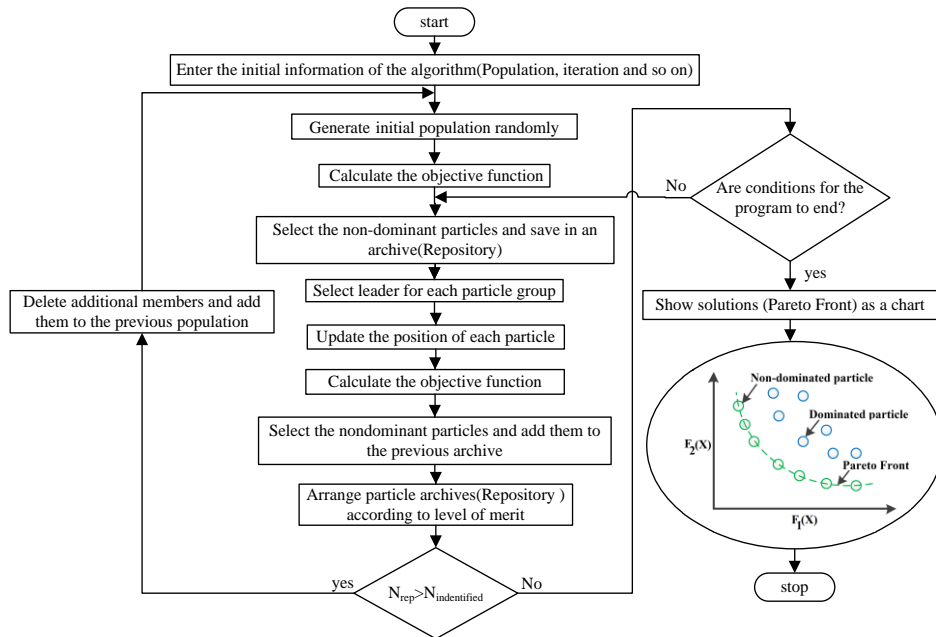 start
Enter the initial information of the algorithm(Population, iteration and so on)
Generate initial population randomly
Calculate the objective function
Select the non-dominant particles and save in an
archive(Repository)
Select leader for each particle group
Update the position of each particle
Calculate the objective function
Select the nondominant particles and add them to
the previous archive
Arrange particle archives(Repository )
according to level of merit
N_rep>N_indentified
yes
No
Delete additional members and add
them to the previous population
Are conditions for the
program to end?
No
yes
Show solutions (Pareto Front) as a chart
Non-dominated particle
Dominated particle
Pareto Front
F_2(X)
F_1(X)
stop